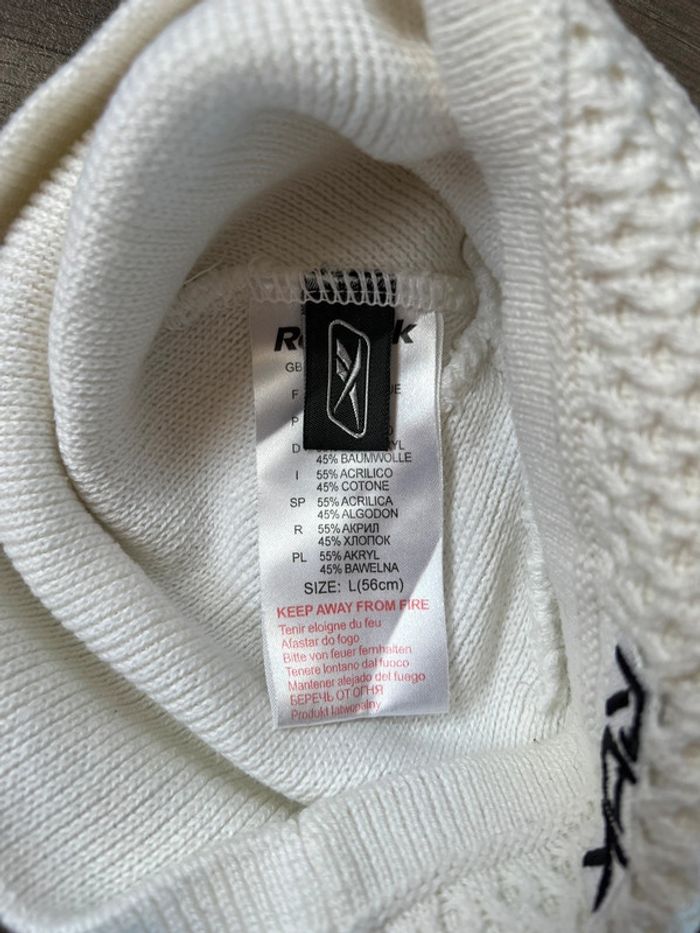 GB
F
P
D
45% BAUMWOLLE
I 55% ACRILICO
45% COTONE
SP 55% ACRILICA
45% ALGODON
R 55% АКРИЛ
45% ХЛОПОК
PL 55% AKRYL
45% BAWELNA
SIZE: L(56cm)
KEEP AWAY FROM FIRE
Tenir eloigne du feu
Afastar do fogo
Bitte von feuer fernhalten
Tenere lontano dal fuoco
Mantener alejado del fuego
БЕРЕЧЬ ОТ ОГНЯ
Produkt latwopalny